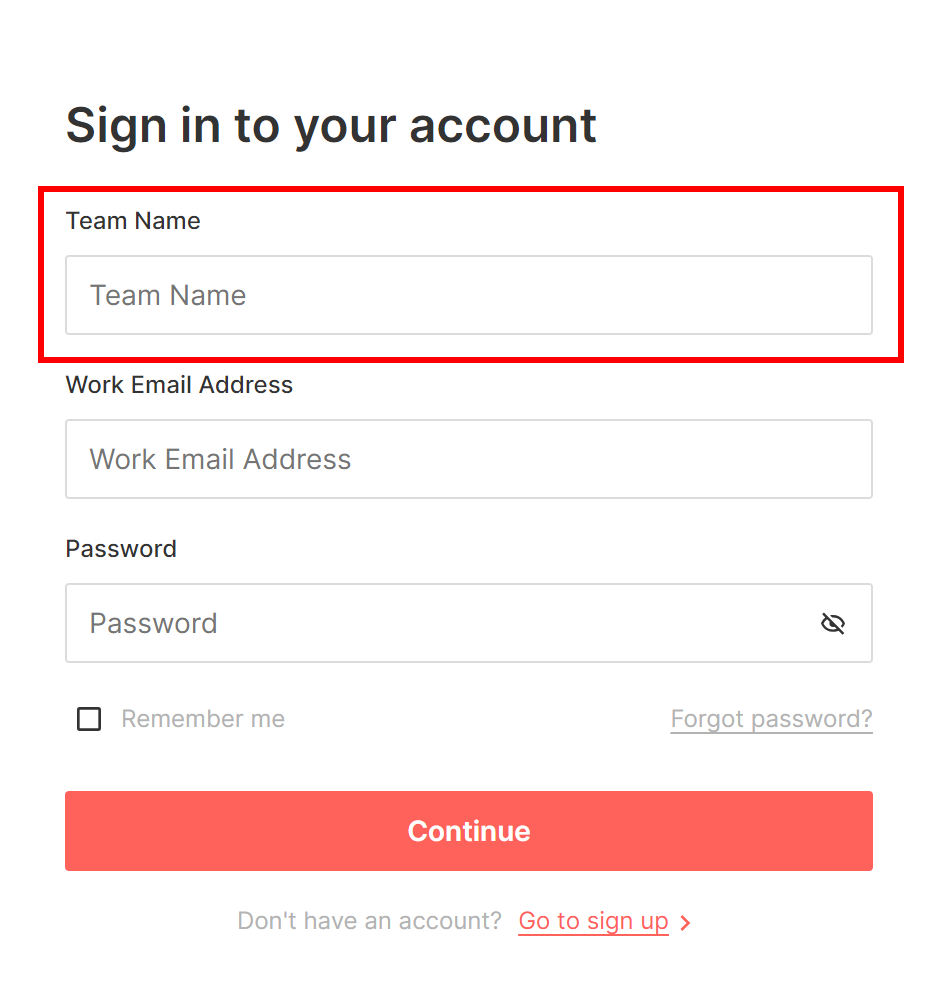 Sign in to your account
Team Name
Team Name
Work Email Address
Work Email Address
Password
Password
Remember me Forgot password?
Continue
Don't have an account? Go to sign up